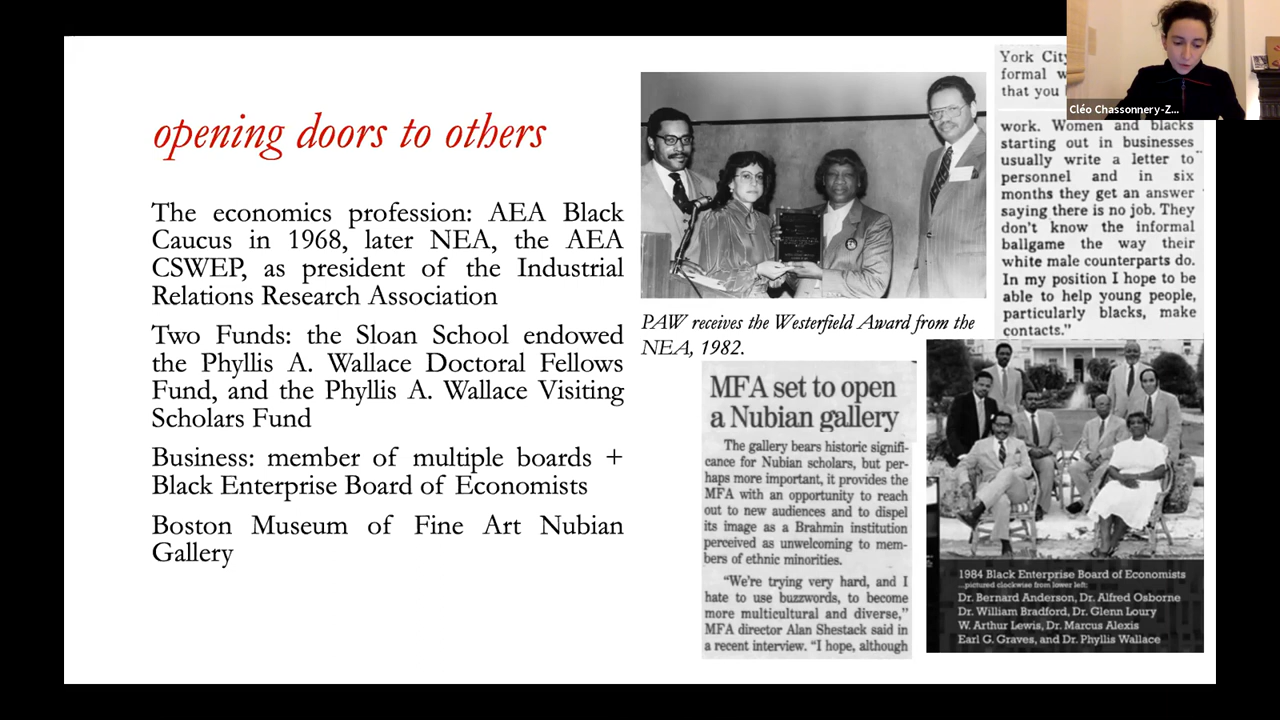 opening doors to others
The economics profession: AEA Black
Caucus in 1968, later NEA, the AEA
CSWEP, as president of the Industrial
Relations Research Association
Two Funds: the Sloan School endowed
the Phyllis A. Wallace Doctoral Fellows
Fund, and the Phyllis A. Wallace Visiting
Scholars Fund
Business: member of multiple boards +
Black Enterprise Board of Economists
Boston Museum of Fine Art Nubian
Gallery
PAW receives the Westerfield Award from the
NEA, 1982.
MFA set to open
a Nubian gallery
The gallery bears historic signifi-
cance for Nubian scholars, but per-
haps more important, it provides the
MFA with an opportunity to reach
out to new audiences and to dispel
its image as a Brahmin institution
perceived as unwelcoming to mem-
bers of ethnic minorities.
"We're trying very hard, and I
hate to use buzzwords, to become
more multicultural and diverse,"
MFA director Alan Shestack said in
a recent interview. "I hope, although
York City
formal w
that you
work. Women and blacks
starting out in businesses
usually write a letter to
personnel and in six
months they get an answer
saying there is no job. They
don't know the informal
ballgame the way their
white male counterparts do.
In my position I hope to be
able to help young people,
particularly blacks, make
contacts."
1984 Black Enterprise Board of Economists
...pictured clockwise from lower left:
Dr. Bernard Anderson, Dr. Alfred Osborne
Dr. William Bradford, Dr. Glenn Loury
W. Arthur Lewis, Dr. Marcus Alexis
Earl G. Graves, and Dr. Phyllis Wallace
Cléo Chassonnery-Z...